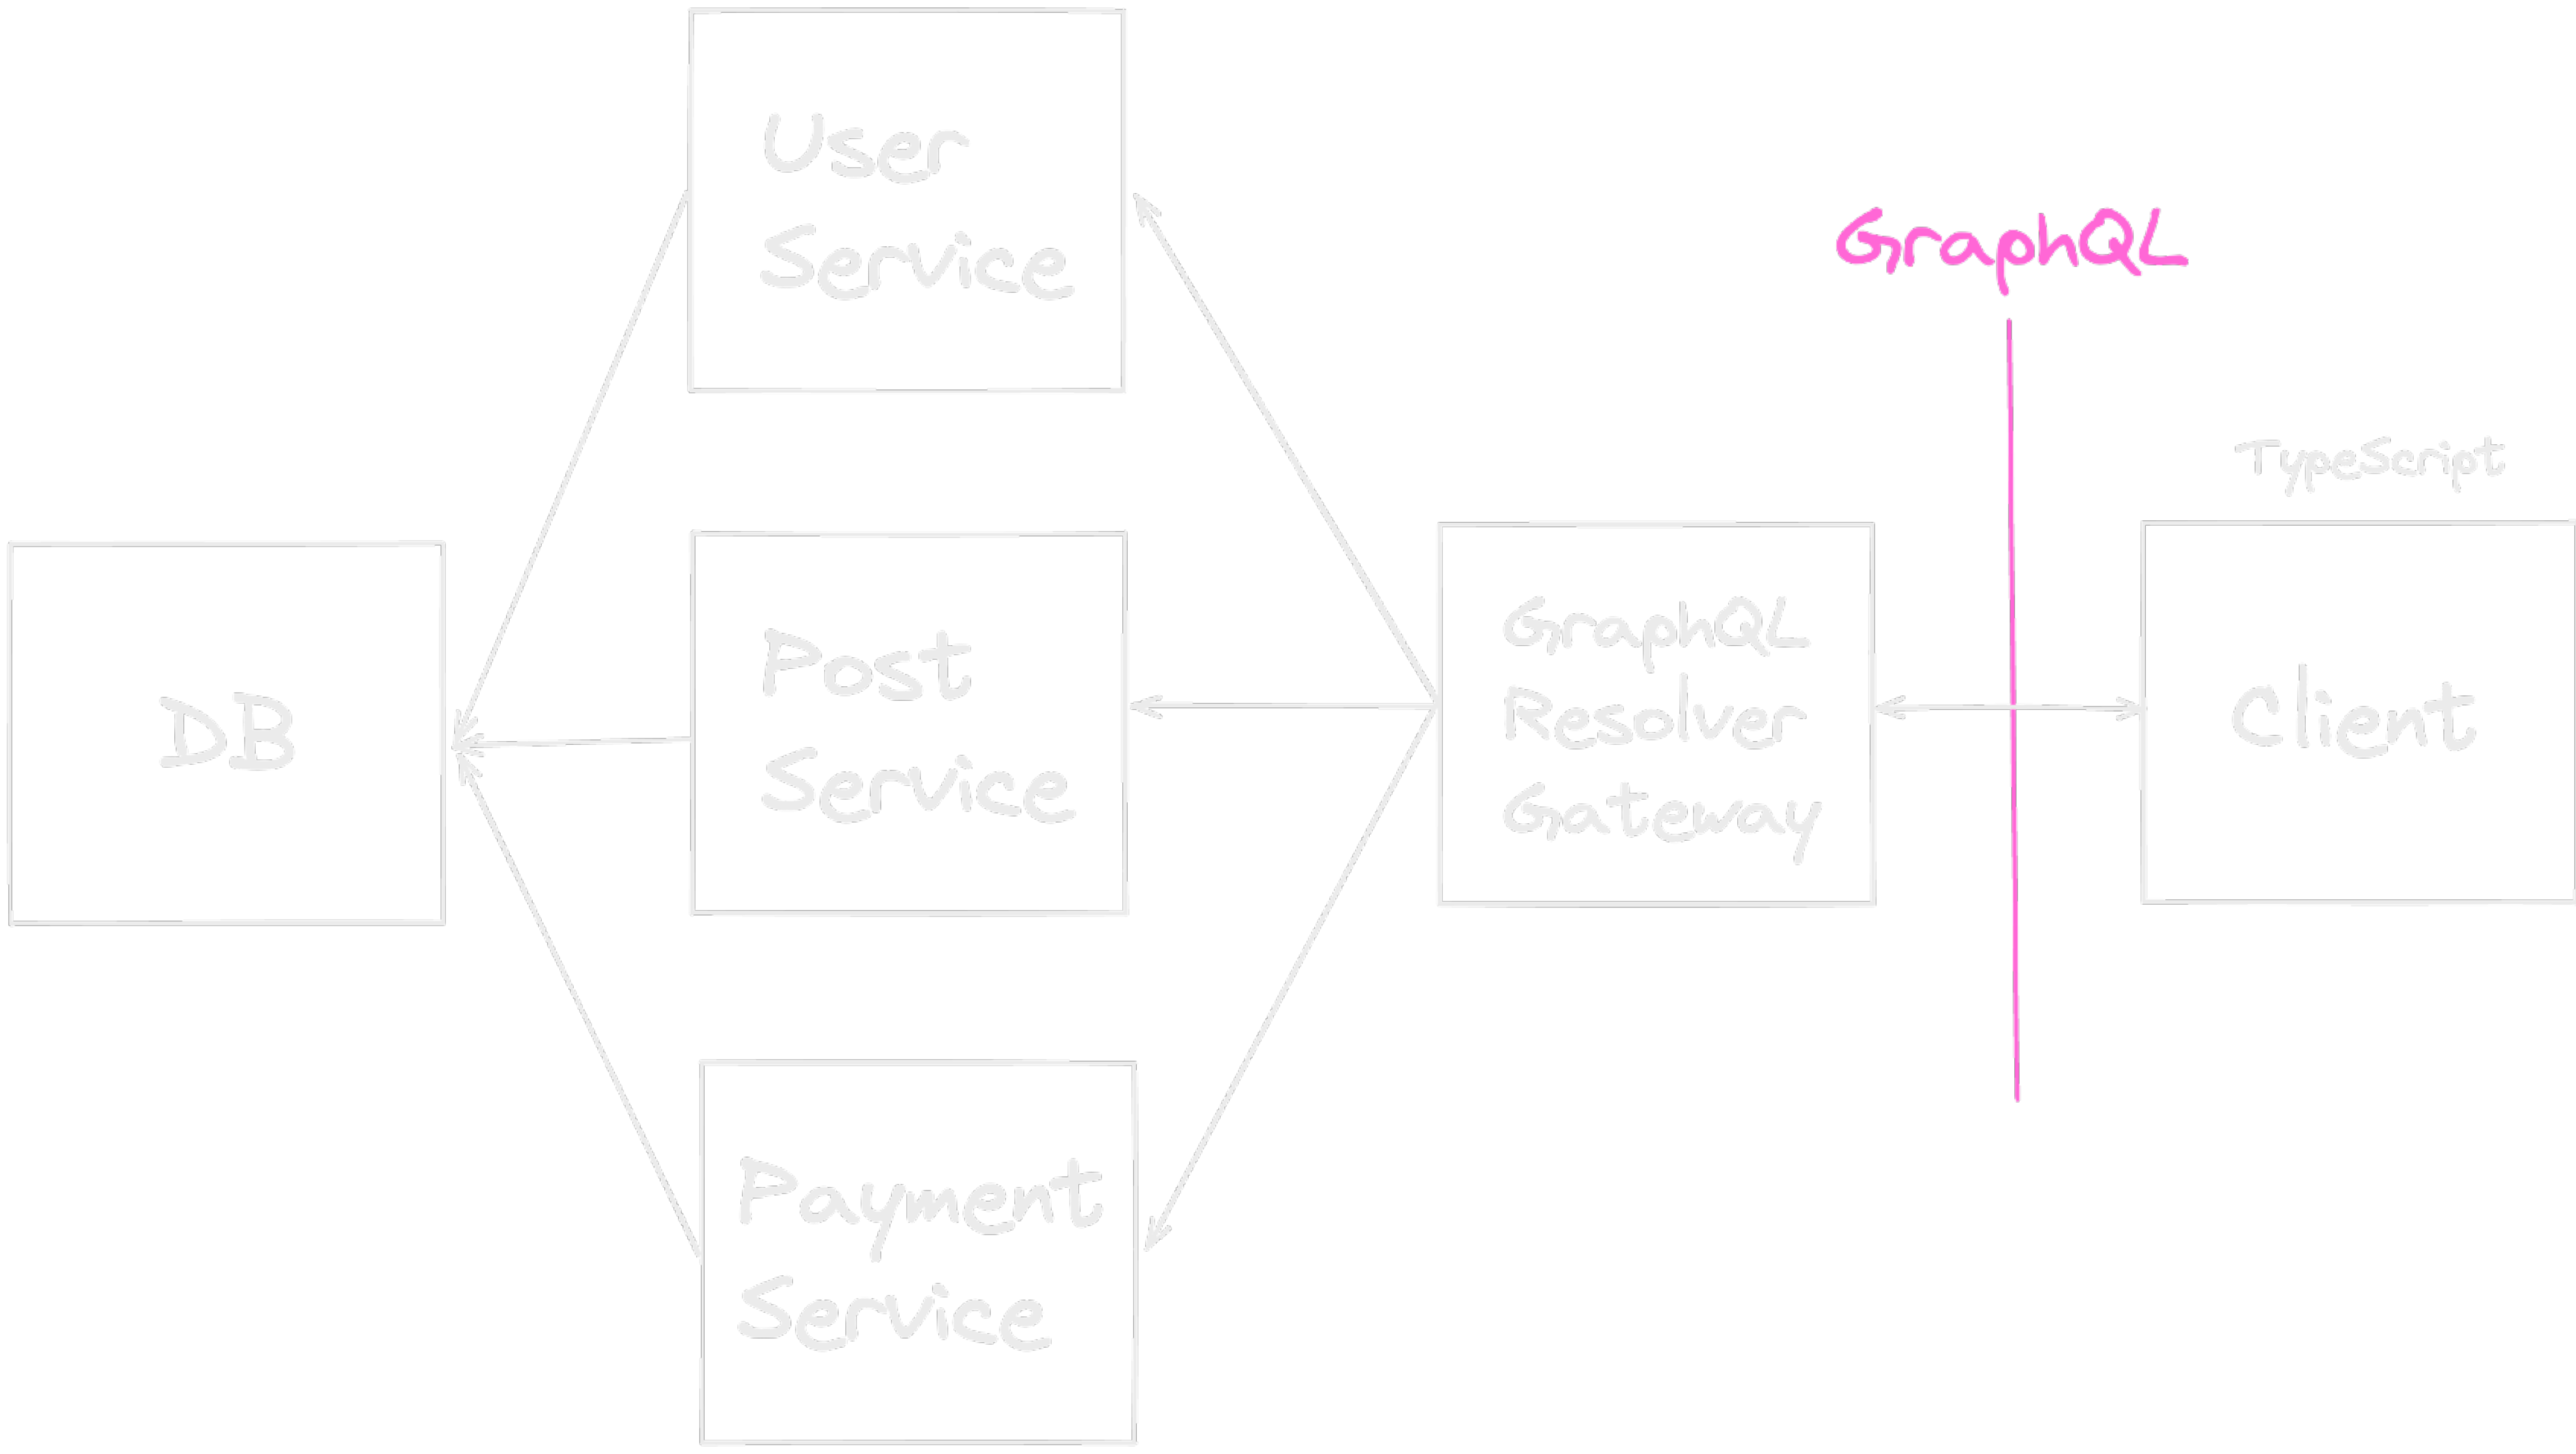 User
Service
GraphQL
TypeScript
DB
Post
Service
GraphQL
Resolver
Gateway
Client
Payment
Service